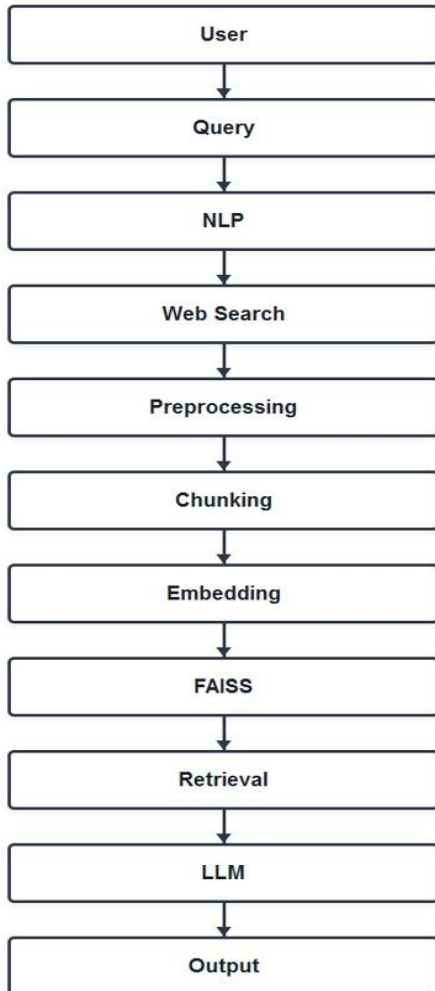 User
Query
NLP
Web Search
Preprocessing
Chunking
Embedding
FAISS
Retrieval
LLM
Output